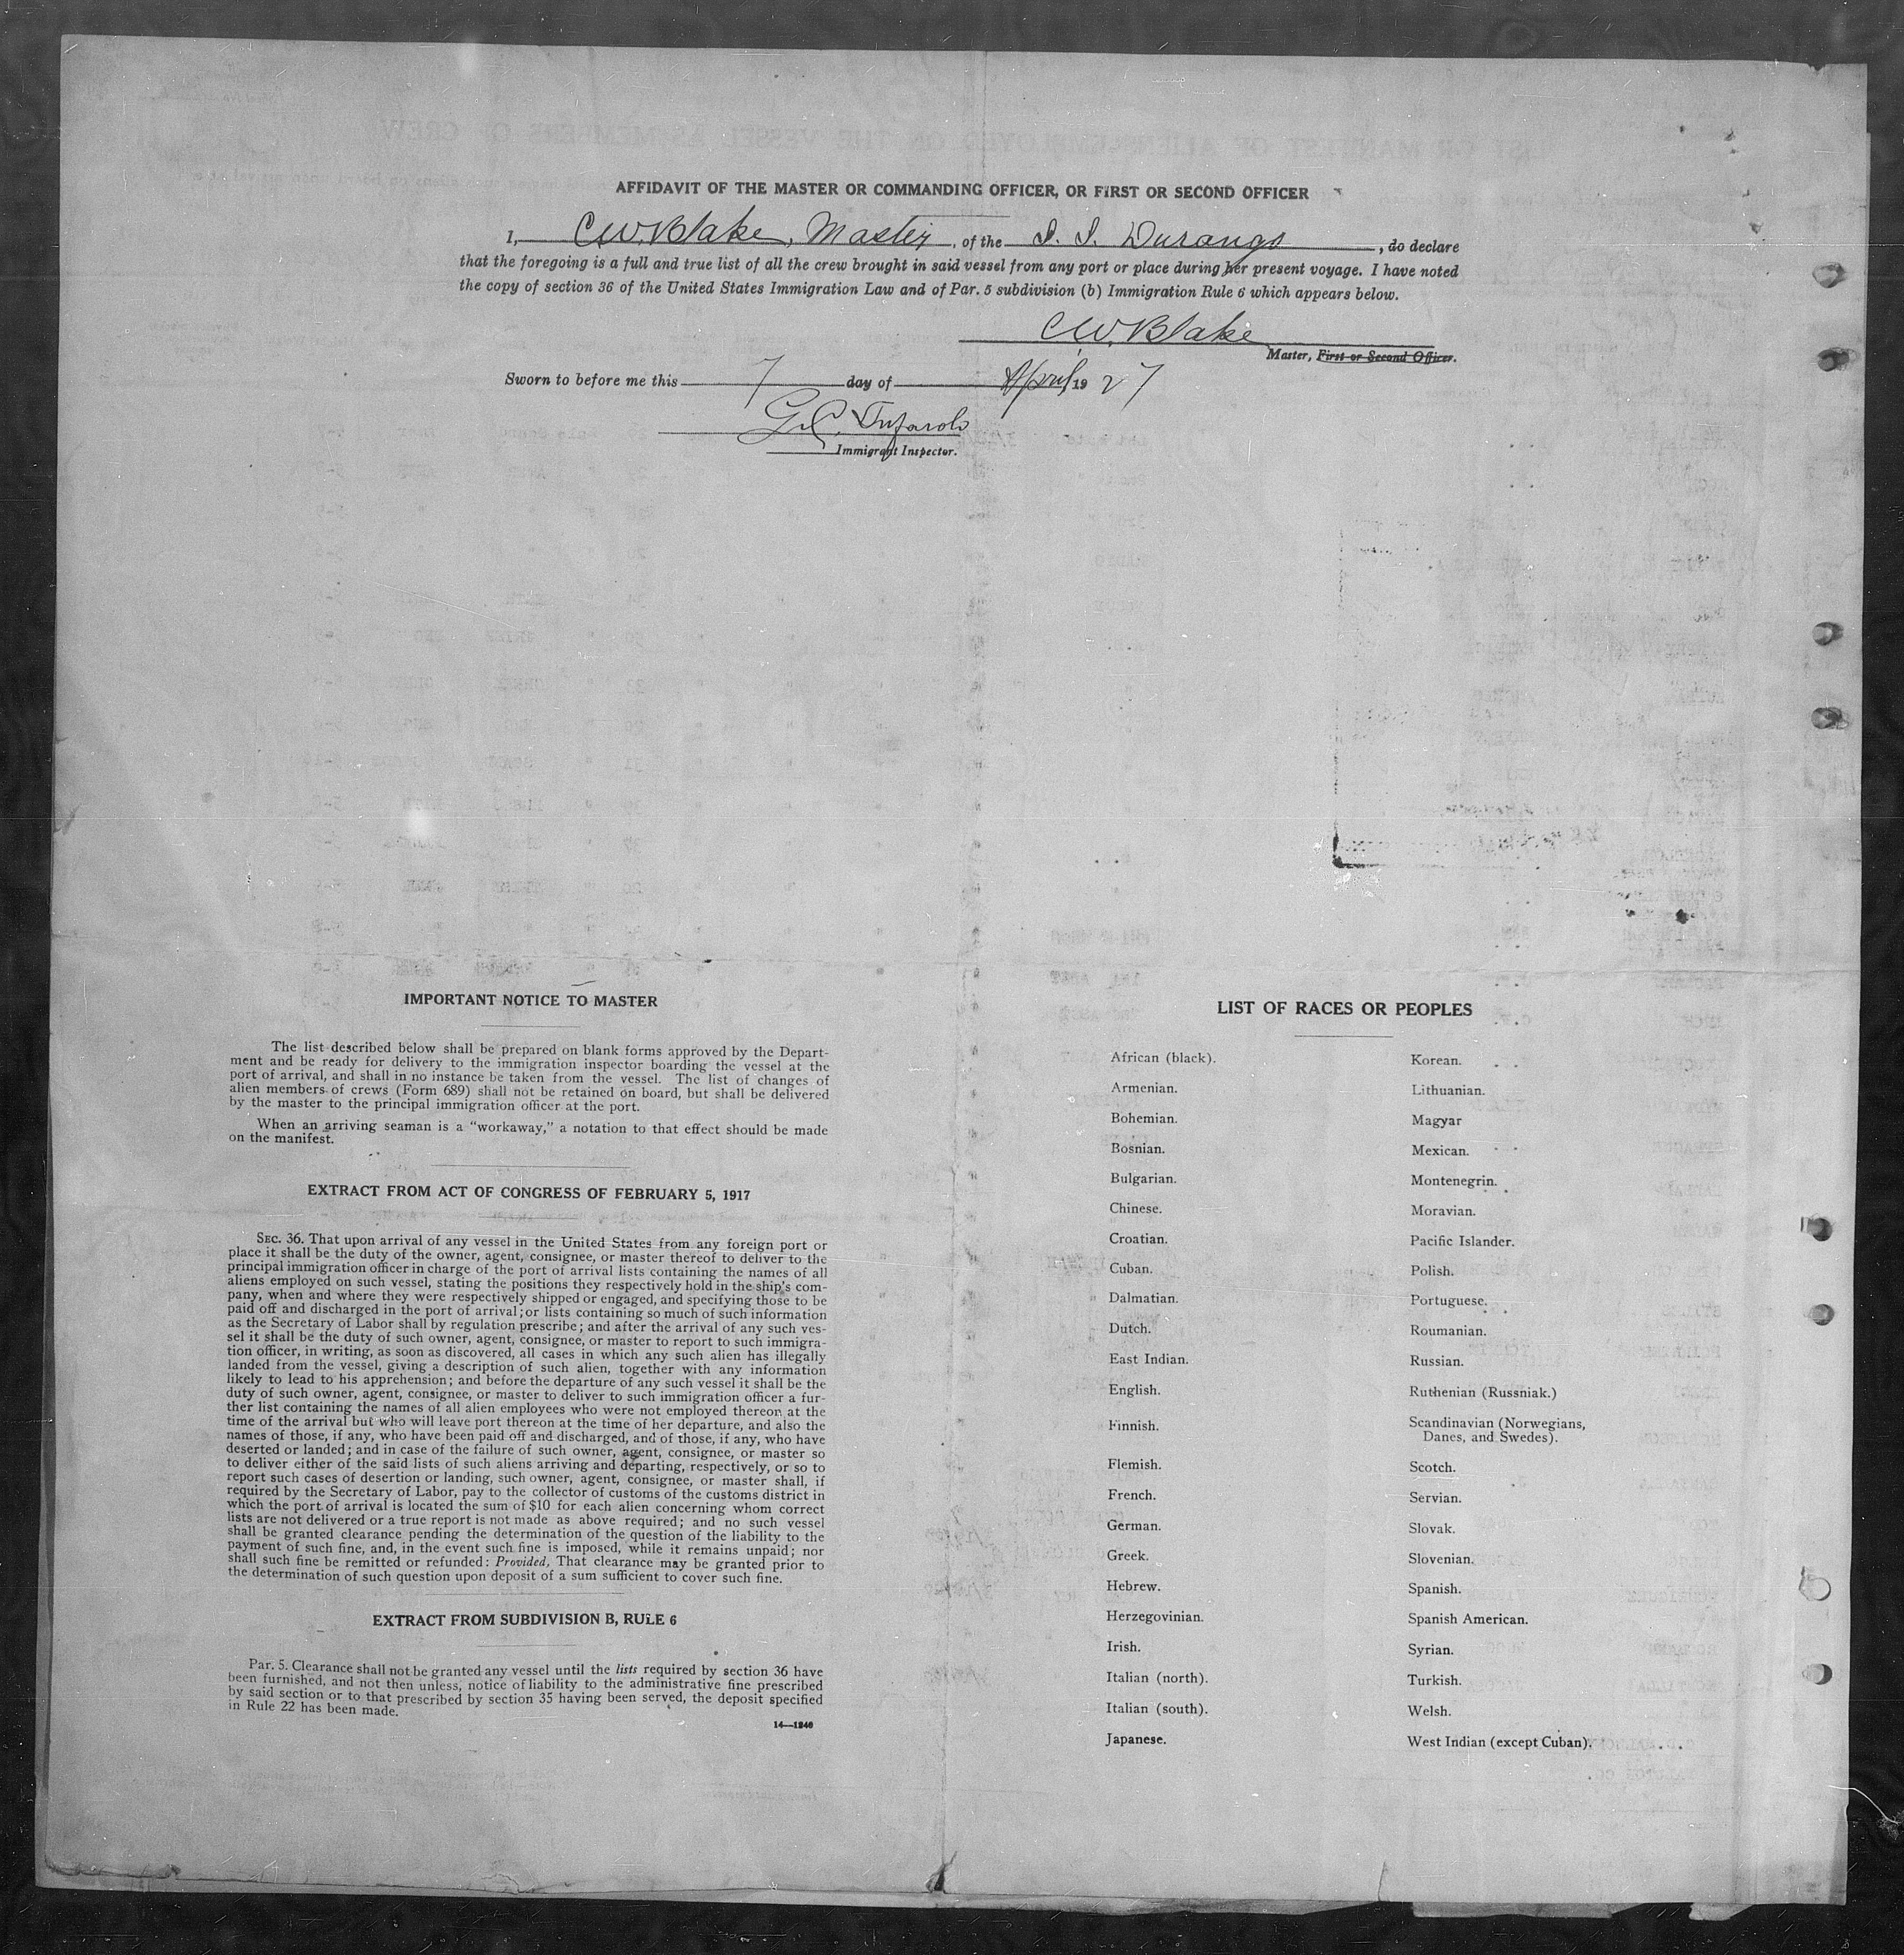 AFFIDAVIT OF THE MASTER OR COMMANDING OFFICER, OR FIRST OR SECOND OFFICER
I, C W. Blake, Master, of the S. S. Durango, do declare
that the foregoing is a full and true list of all the crew brought in said vessel from any port or place during her present voyage. I have noted
the copy of section 36 of the United States Immigration Law and of Par. 5 subdivision (b) Immigration Rule 6 which appears below.
C W. Blake
Master, First or Second Officer.
Sworn to before me this 7 day of April, 1927
Immigrant Inspector.
IMPORTANT NOTICE TO MASTER
The list described below shall be prepared on blank forms approved by the Depart-
ment and be ready for delivery to the immigration inspector boarding the vessel at the
port of arrival, and shall in no instance be taken from the vessel. The list of changes of
alien members of crews (Form 689) shall not be retained on board, but shall be delivered
by the master to the principal immigration officer at the port.
When an arriving seaman is a "workaway," a notation to that effect should be made
on the manifest.
EXTRACT FROM ACT OF CONGRESS OF FEBRUARY 5, 1917
SEC. 36. That upon arrival of any vessel in the United States from any foreign port or
place it shall be the duty of the owner, agent, consignee, or master thereof to deliver to the
principal immigration officer in charge of the port of arrival lists containing the names of all
aliens employed on such vessel, stating the positions they respectively hold in the ship's com-
pany, when and where they were respectively shipped or engaged, and specifying those to be
paid off and discharged in the port of arrival; or lists containing so much of such information
as the Secretary of Labor shall by regulation prescribe; and after the arrival of any such ves-
sel it shall be the duty of such owner, agent, consignee, or master to report to such immigra-
tion officer, in writing, as soon as discovered, all cases in which any such alien has illegally
landed from the vessel, giving a description of such alien, together with any information
likely to lead to his apprehension; and before the departure of any such vessel it shall be the
duty of such owner, agent, consignee, or master to deliver to such immigration officer a fur-
ther list containing the names of all alien employees who were not employed thereon at the
time of the arrival but who will leave port thereon at the time of her departure, and also the
names of those, if any, who have been paid off and discharged, and of those, if any, who have
deserted or landed; and in case of the failure of such owner, agent, consignee, or master so
to deliver either of the said lists of such aliens arriving and departing, respectively, or so to
report such cases of desertion or landing, such owner, agent, consignee, or master shall, if
required by the Secretary of Labor, pay to the collector of customs of the customs district in
which the port of arrival is located the sum of $10 for each alien concerning whom correct
lists are not delivered or a true report is not made as above required; and no such vessel
shall be granted clearance pending the determination of the question of the liability to the
payment of such fine, and, in the event such fine is imposed, while it remains unpaid; nor
shall such fine be remitted or refunded: Provided, That clearance may be granted prior to
the determination of such question upon deposit of a sum sufficient to cover such fine.
EXTRACT FROM SUBDIVISION B, RULE 6
Par. 5. Clearance shall not be granted any vessel until the lists required by section 36 have
been furnished, and not then unless, notice of liability to the administrative fine prescribed
by said section or to that prescribed by section 35 having been served, the deposit specified
in Rule 22 has been made.
14—1240
LIST OF RACES OR PEOPLES
African (black).
Armenian.
Bohemian.
Bosnian.
Bulgarian.
Chinese.
Croatian.
Cuban.
Dalmatian.
Dutch.
East Indian.
English.
Finnish.
Flemish.
French.
German.
Greek.
Hebrew.
Herzegovinian.
Irish.
Italian (north).
Italian (south).
Japanese.
Korean.
Lithuanian.
Magyar
Mexican.
Montenegrin.
Moravian.
Pacific Islander.
Polish.
Portuguese.
Roumanian.
Russian.
Ruthenian (Russniak.)
Scandinavian (Norwegians,
Danes, and Swedes).
Scotch.
Servian.
Slovak.
Slovenian.
Spanish.
Spanish American.
Syrian.
Turkish.
Welsh.
West Indian (except Cuban).